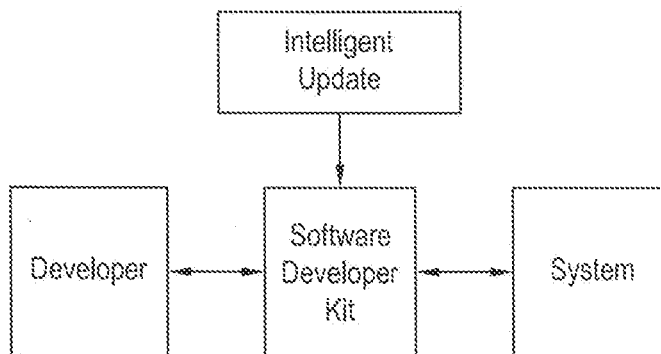 Intelligent
Update
Developer
Software
Developer
Kit
System